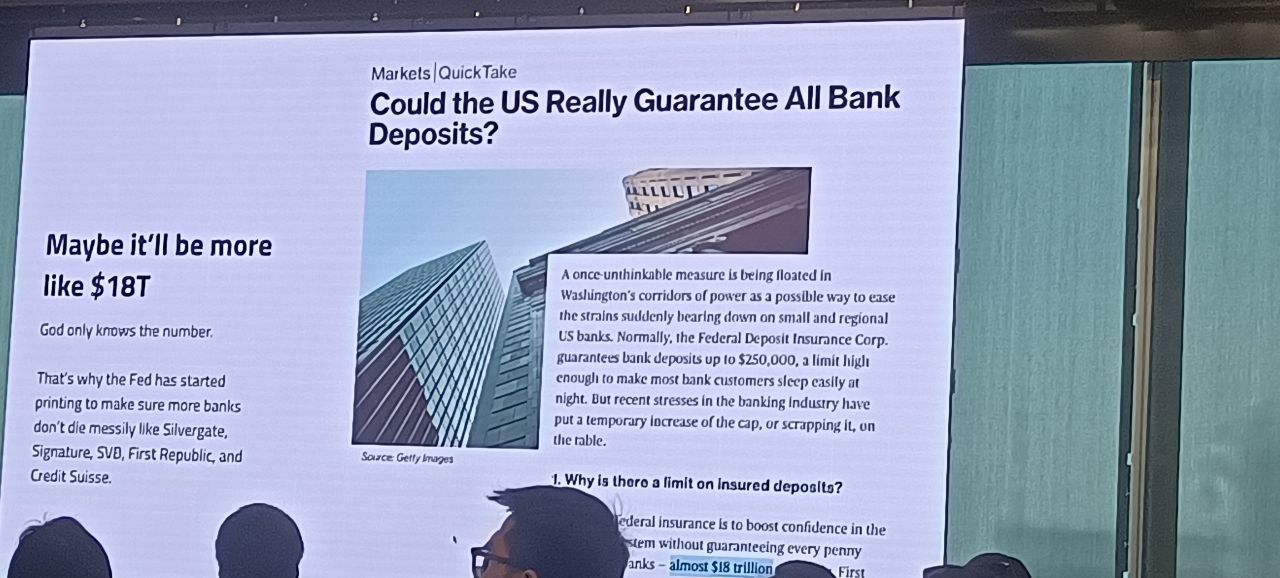 Markets|QuickTake
Could the US Really Guarantee All Bank
Deposits?
Maybe it'll be more
like $18T
God only knows the number.
That's why the Fed has started
printing to make sure more banks
don't die messily like Silvergate,
Signature, SVB, First Republic, and
Credit Suisse.
A once-unthinkable measure is being floated in
Washington's corridors of power as a possible way to ease
the strains suddenly bearing down on small and regional
US banks. Normally, the Federal Deposit Insurance Corp.
guarantees bank deposits up to $250,000, a limit high
enough to make most bank customers sleep easily at
night. But recent stresses in the banking industry have
put a temporary increase of the cap, or scrapping it, on
the table.
Source: Getty Images
1. Why is there a limit on insured deposits?
ederal insurance is to boost confidence in the
stem without guaranteeing every penny
anks – almost $18 trillion
First